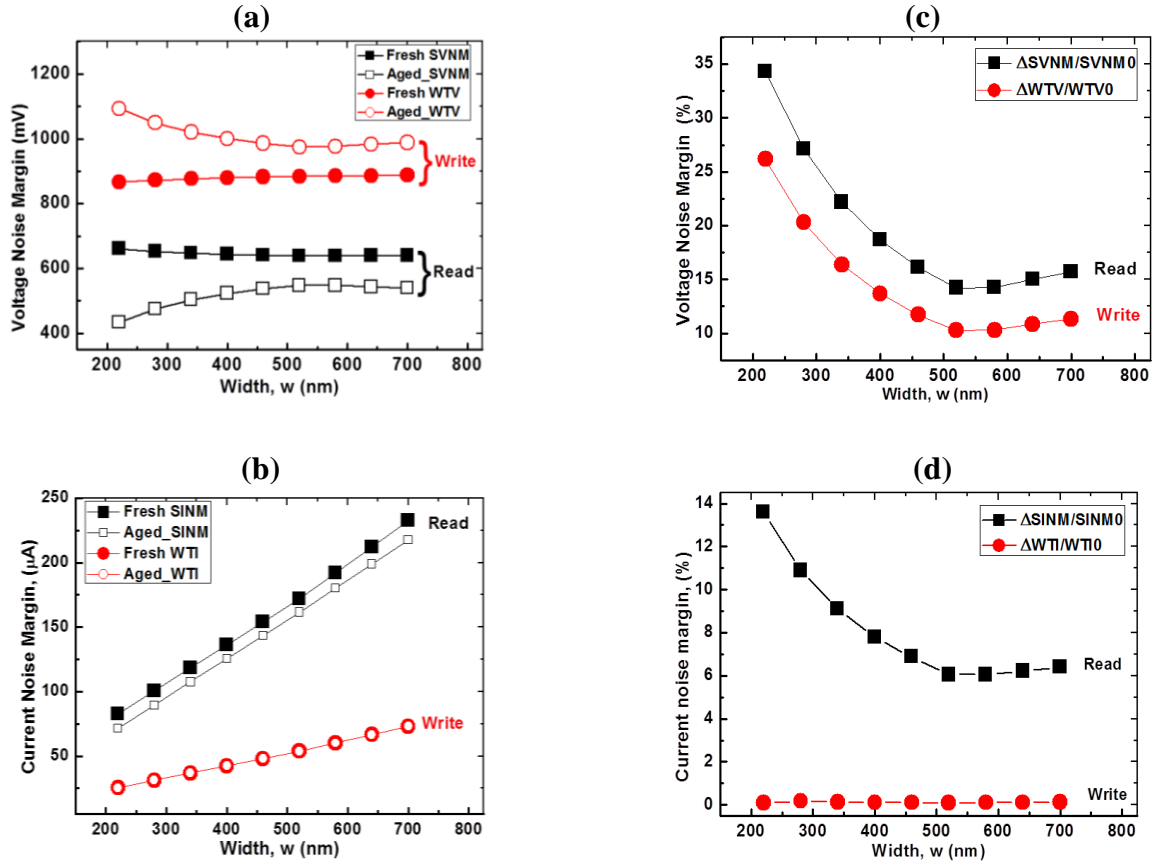 (a)
Voltage Noise Margin (mV)
1200
1000
800
600
400
Fresh SVNM
Aged_SVNM
Fresh WTV
Aged_WTV
Write
Read
200 300 400 500 600 700 800
Width, w (nm)
(c)
Voltage Noise Margin (%)
35
30
25
20
15
10
ΔSVNM/SVNM0
ΔWTV/WTV0
Read
Write
200 300 400 500 600 700 800
Width, w (nm)
(b)
Current Noise Margin, (μA)
250
200
150
100
50
Fresh SINM
Aged_SINM
Fresh WTI
Aged_WTI
Read
Write
200 300 400 500 600 700 800
Width, w (nm)
(d)
Current noise margin, (%)
14
12
10
8
6
4
2
0
ΔSINM/SINM0
ΔWTI/WTI0
Read
Write
200 300 400 500 600 700 800
Width, w (nm)